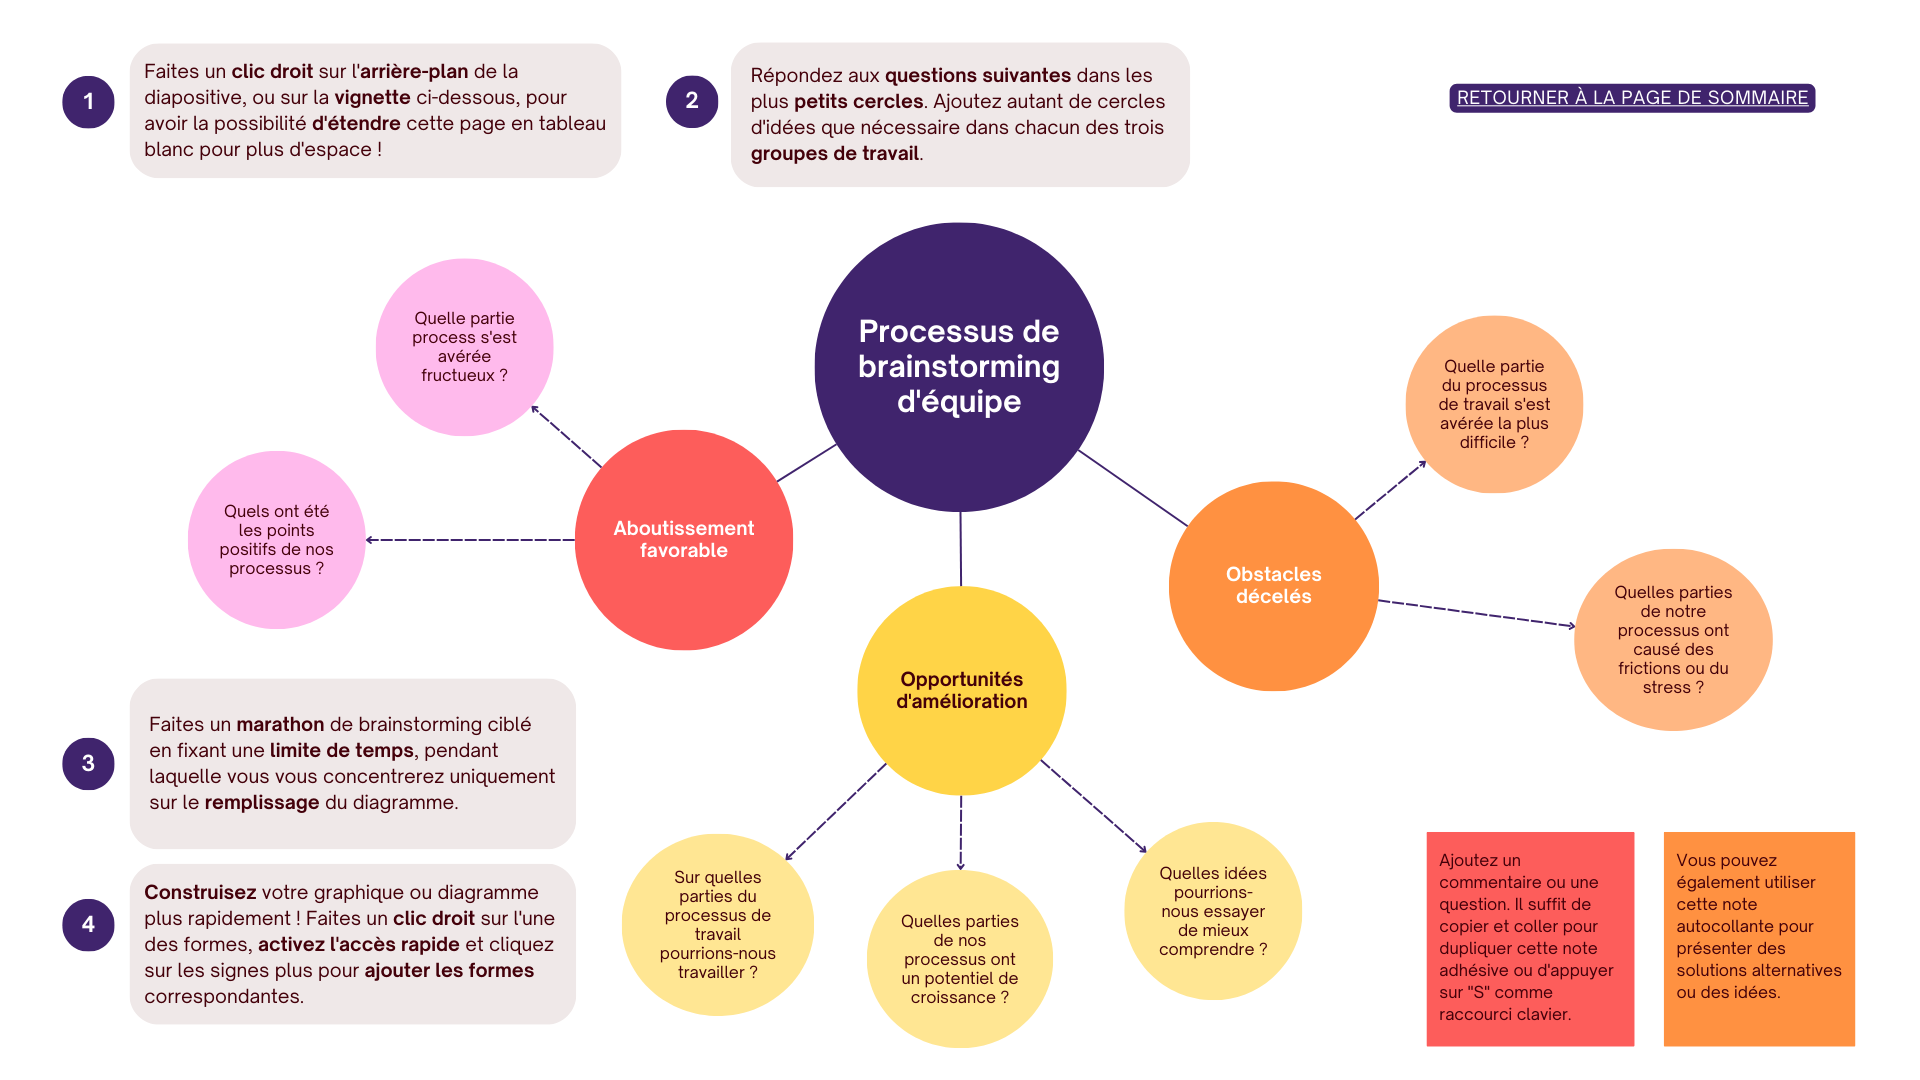 1
Faites un clic droit sur l'arrière-plan de la
diapositive, ou sur la vignette ci-dessous, pour
avoir la possibilité d'étendre cette page en tableau
blanc pour plus d'espace !
2
Répondez aux questions suivantes dans les
plus petits cercles. Ajoutez autant de cercles
d'idées que nécessaire dans chacun des trois
groupes de travail.
RETOURNER À LA PAGE DE SOMMAIRE
Processus de
brainstorming
d'équipe
Quelle partie
process s'est
avérée
fructueux ?
Quels ont été
les points
positifs de nos
processus ?
Aboutissement
favorable
Quelle partie
du processus
de travail s'est
avérée la plus
difficile ?
Obstacles
décelés
Quelles parties
de notre
processus ont
causé des
frictions ou du
stress ?
Opportunités
d'amélioration
Sur quelles
parties du
processus de
travail
pourrions-nous
travailler ?
Quelles parties
de nos
processus ont
un potentiel de
croissance ?
Quelles idées
pourrions-
nous essayer
de mieux
comprendre ?
3
Faites un marathon de brainstorming ciblé
en fixant une limite de temps, pendant
laquelle vous vous concentrerez uniquement
sur le remplissage du diagramme.
4
Construisez votre graphique ou diagramme
plus rapidement ! Faites un clic droit sur l'une
des formes, activez l'accès rapide et cliquez
sur les signes plus pour ajouter les formes
correspondantes.
Ajoutez un
commentaire ou une
question. Il suffit de
copier et coller pour
dupliquer cette note
adhésive ou d'appuyer
sur "S" comme
raccourci clavier.
Vous pouvez
également utiliser
cette note
autocollante pour
présenter des
solutions alternatives
ou des idées.